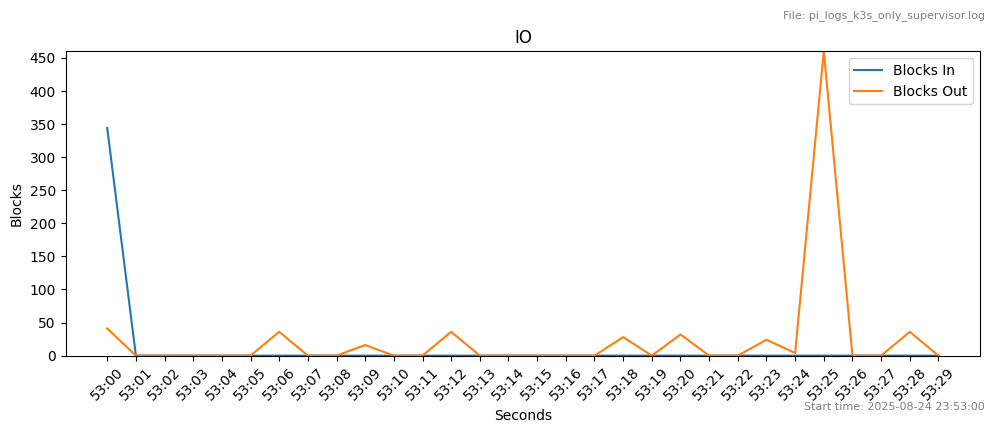 File: pi_logs_k3s_only_supervisor.log
IO
Blocks In
Blocks Out
450
400
350
300
250
200
150
100
50
0
Blocks
53:00 53:01 53:02 53:03 53:04 53:05 53:06 53:07 53:08 53:09 53:10 53:11 53:12 53:13 53:14 53:15 53:16 53:17 53:18 53:19 53:20 53:21 53:22 53:23 53:24 53:25 53:26 53:27 53:28 53:29
Seconds
Start time: 2025-08-24 23:53:00